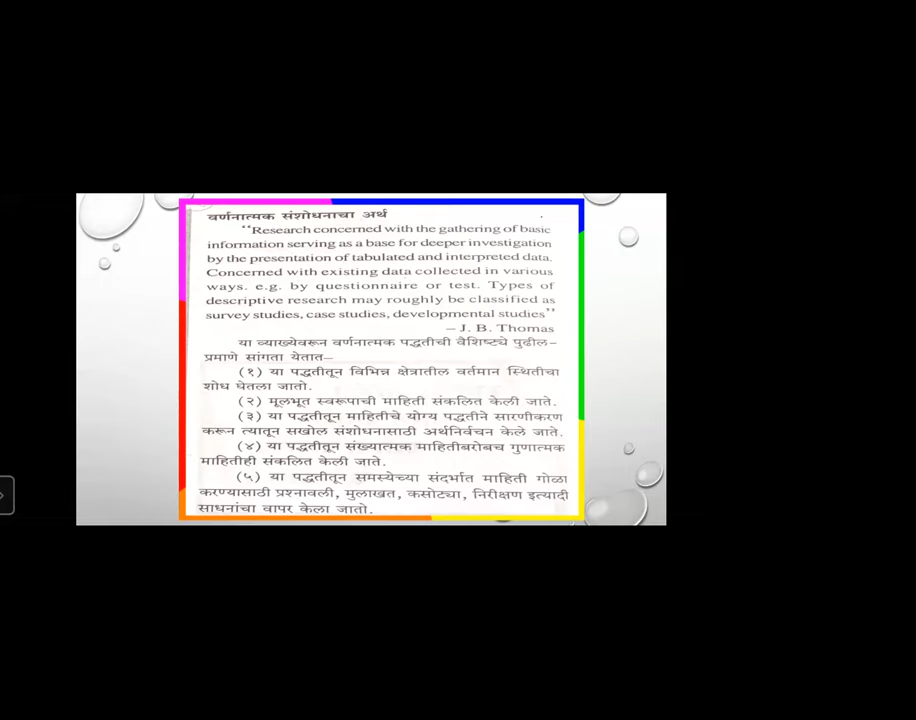 वर्णनात्मक संशोधनाचा अर्थ
“Research concerned with the gathering of basic
information serving as a base for deeper investigation
by the presentation of tabulated and interpreted data.
Concerned with existing data collected in various
ways. e.g. by questionnaire or test. Types of
descriptive research may roughly be classified as
survey studies, case studies, developmental studies”
– J. B. Thomas
या व्याख्येवरून वर्णनात्मक पद्धतीची वैशिष्ट्ये पुढील–
प्रमाणे सांगता येतात–
(१) या पद्धतीतून विभिन्न क्षेत्रातील वर्तमान स्थितीचा
शोध घेतला जातो.
(२) मूलभूत स्वरूपाची माहिती संकलित केली जाते.
(३) या पद्धतीतून माहितीचे योग्य पद्धतीने सारणीकरण
करून त्यातून सखोल संशोधनासाठी अर्थनिर्वचन केले जाते.
(४) या पद्धतीतून संख्यात्मक माहितीबरोबच गुणात्मक
माहितीही संकलित केली जाते.
(५) या पद्धतीतून समस्येच्या संदर्भात माहिती गोळा
करण्यासाठी प्रश्नावली, मुलाखत, कसोट्या, निरीक्षण इत्यादी
साधनांचा वापर केला जातो.